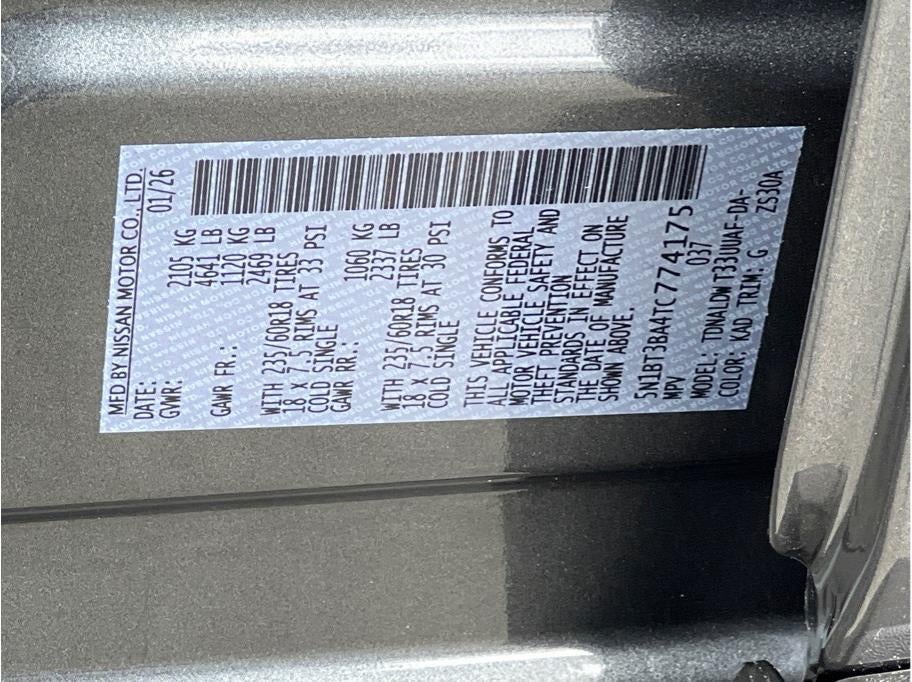 MFD BY NISSAN MOTOR CO., LTD.
DATE: 01/26
GVWR: 2105 KG
4641 LB
GAWR FR.: 1120 KG
2469 LB
WITH 235/60R18 TIRES
18 X 7.5 RIMS AT 33 PSI
COLD SINGLE
GAWR RR.: 1060 KG
2337 LB
WITH 235/60R18 TIRES
18 X 7.5 RIMS AT 30 PSI
COLD SINGLE
THIS VEHICLE CONFORMS TO
ALL APPLICABLE FEDERAL
MOTOR VEHICLE SAFETY AND
THEFT PREVENTION
STANDARDS IN EFFECT ON
THE DATE OF MANUFACTURE
SHOWN ABOVE.
5N1BT3BA4TC774175
MPV 037
MODEL: TDNALDW T33UUAF-DA-
COLOR: KAD TRIM: G ZS30A